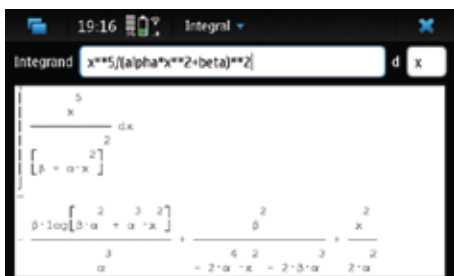 19:16 Integral
Integrand x**5/(alpha*x**2+beta)**2 d x
5
x
dx
2
⎡ 2⎤
⎣β + α·x ⎦
⎡ 2 3 2⎤ 2 2
β·log⎣β·α + α ·x ⎦ β x
- + +
3 4 2 3 2
α - 2·α ·x - 2·β·α 2·α